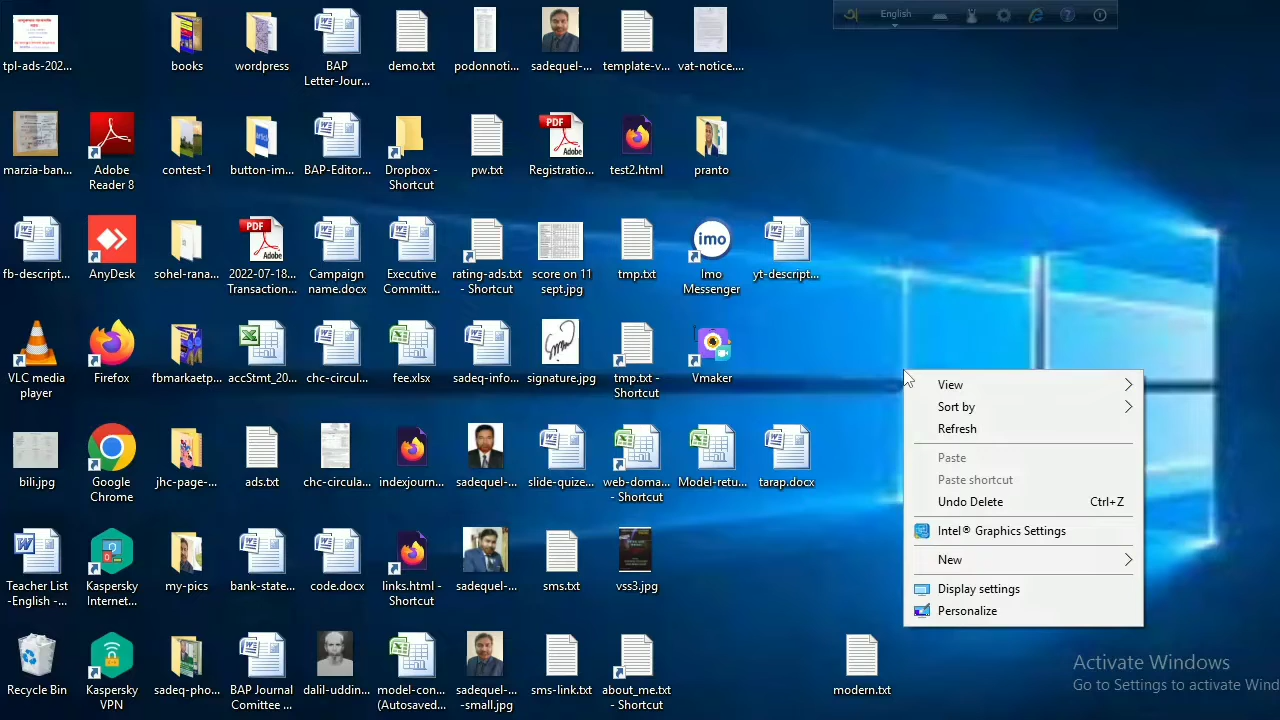 English
tpl-ads-202...
books
wordpress
BAP
Letter-Jour...
demo.txt
podonnoti...
sadequel-...
template-v...
vat-notice....
marzia-ban...
Adobe
Reader 8
contest-1
button-im...
BAP-Editor...
Dropbox -
Shortcut
pw.txt
PDF
Adobe
Registratio...
test2.html
pranto
fb-descript...
AnyDesk
sohel-rana...
PDF
Adobe
2022-07-18...
Transaction...
Campaign
name.docx
Executive
Committ...
rating-ads.txt
- Shortcut
score on 11
sept.jpg
tmp.txt
imo
Imo
Messenger
yt-descript...
VLC media
player
Firefox
fbmarkaetp...
accStmt_20...
chc-circul...
fee.xlsx
sadeq-info...
signature.jpg
tmp.txt -
Shortcut
Vmaker
bili.jpg
Google
Chrome
jhc-page-...
ads.txt
chc-circula...
indexjourn...
sadequel-...
slide-quize...
web-doma...
- Shortcut
Model-retu...
tarap.docx
Teacher List
-English -...
Kaspersky
Internet...
my-pics
bank-state...
code.docx
links.html -
Shortcut
sadequel-...
sms.txt
vss3.jpg
Recycle Bin
Kaspersky
VPN
sadeq-pho...
BAP Journal
Comittee ...
dalil-uddin...
model-con...
(Autosaved...
sadequel-...
-small.jpg
sms-link.txt
about_me.txt
- Shortcut
modern.txt
View
Sort by
Refresh
Paste
Paste shortcut
Undo Delete Ctrl+Z
Intel® Graphics Settings
New
Display settings
Personalize
Activate Windows
Go to Settings to activate Wind